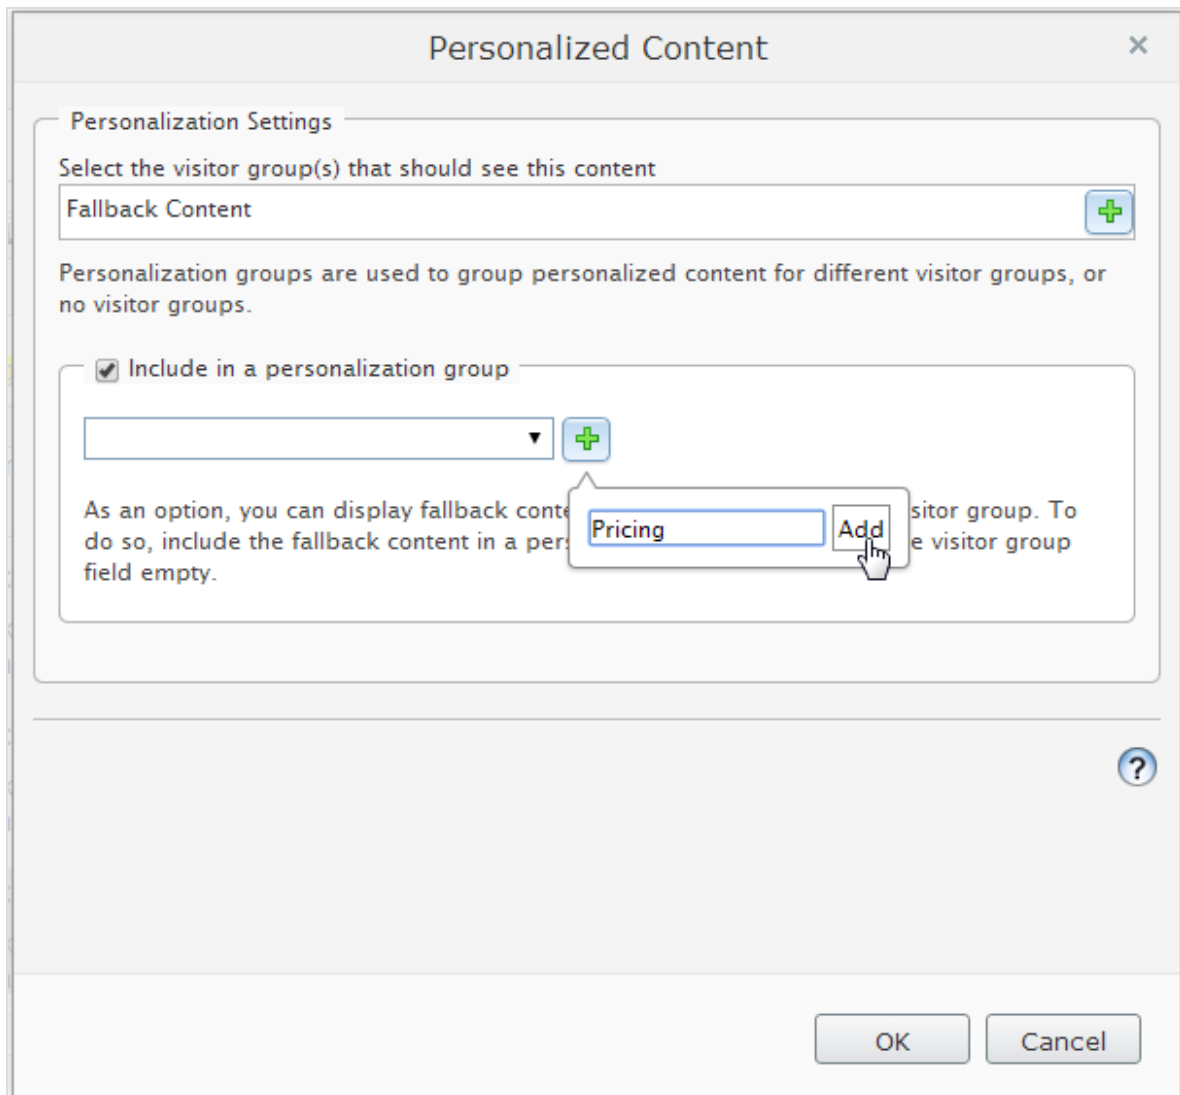 Personalized Content
Personalization Settings
Select the visitor group(s) that should see this content
Fallback Content
Personalization groups are used to group personalized content for different visitor groups, or
no visitor groups.
Include in a personalization group
As an option, you can display fallback conte sitor group. To
Pricing Add
do so, include the fallback content in a pers e visitor group
field empty.
?
OK Cancel